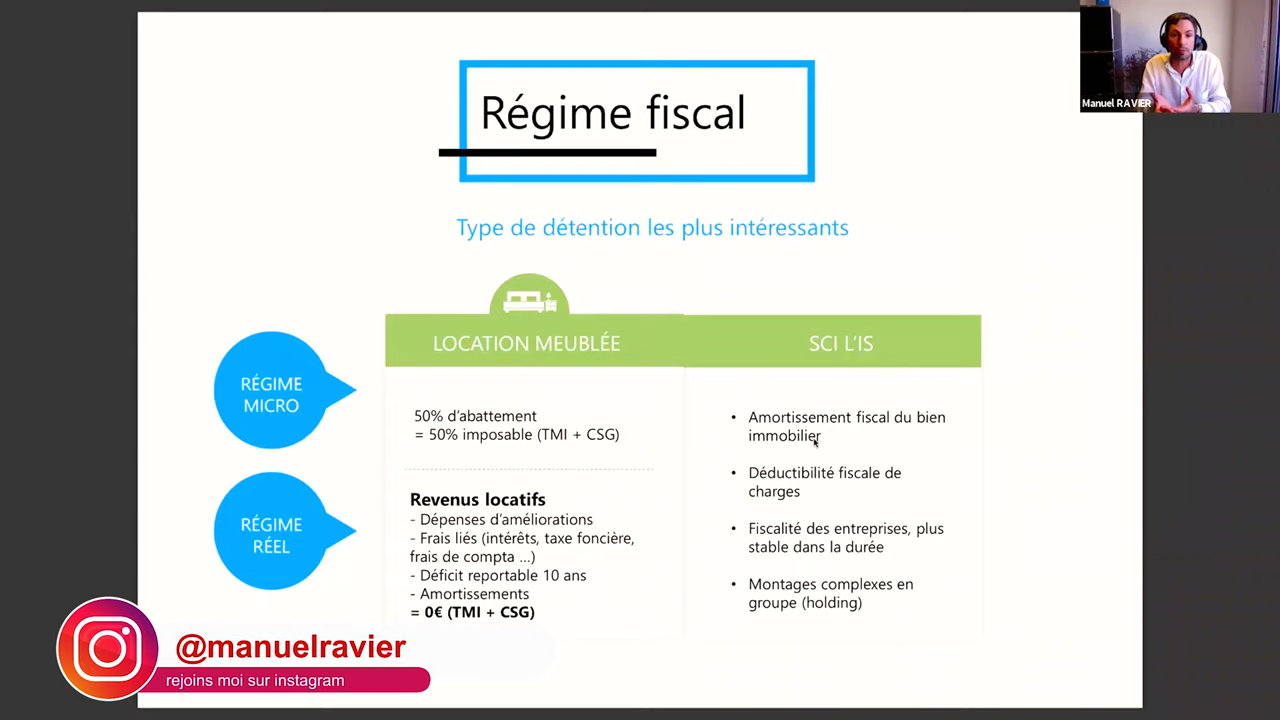 Régime fiscal
Manuel RAVIER
Type de détention les plus intéressants
LOCATION MEUBLÉE
SCI L'IS
RÉGIME
MICRO
50% d'abattement
= 50% imposable (TMI + CSG)
RÉGIME
RÉEL
Revenus locatifs
- Dépenses d'améliorations
- Frais liés (intérêts, taxe foncière,
frais de compta ...)
- Déficit reportable 10 ans
- Amortissements
= 0€ (TMI + CSG)
• Amortissement fiscal du bien
immobilier
• Déductibilité fiscale de
charges
• Fiscalité des entreprises, plus
stable dans la durée
• Montages complexes en
groupe (holding)
@manuelravier
rejoins moi sur instagram